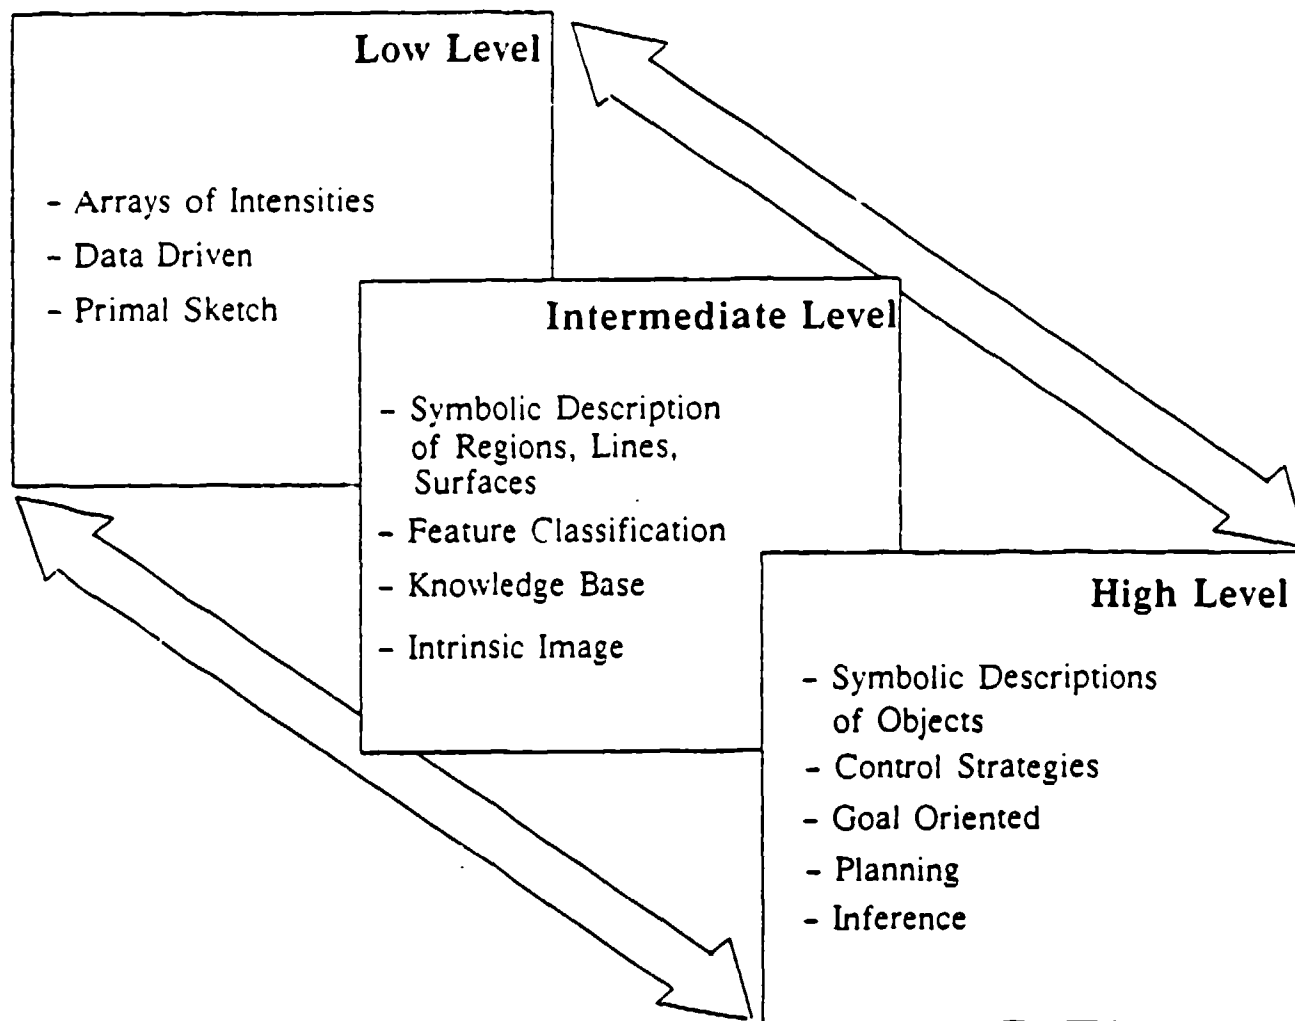 Low Level
- Arrays of Intensities
- Data Driven
- Primal Sketch
Intermediate Level
- Symbolic Description
of Regions, Lines,
Surfaces
- Feature Classification
- Knowledge Base
- Intrinsic Image
High Level
- Symbolic Descriptions
of Objects
- Control Strategies
- Goal Oriented
- Planning
- Inference